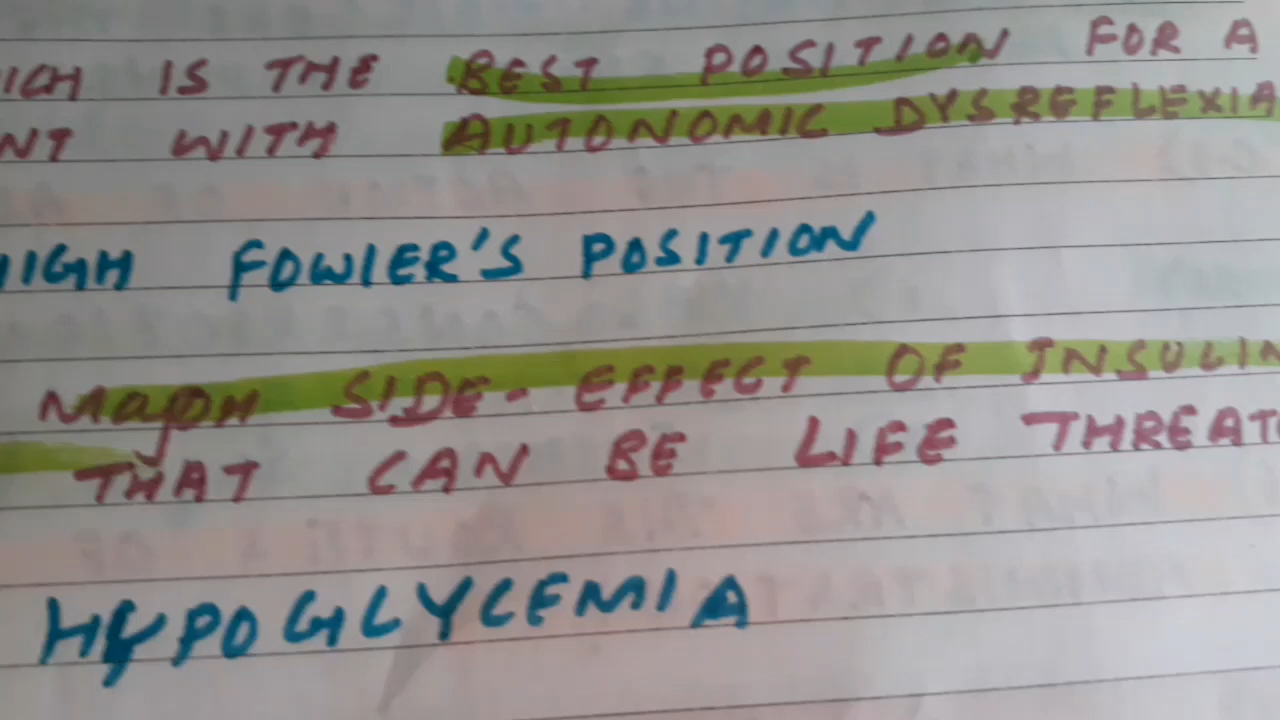 ICH IS THE BEST POSITION FOR A
NT WITH AUTONOMIC DYSREFLEXIA
HIGH FOWLER'S POSITION
MAJOR SIDE-EFFECT OF INSULIN
THAT CAN BE LIFE THREAT
HYPOGLYCEMIA